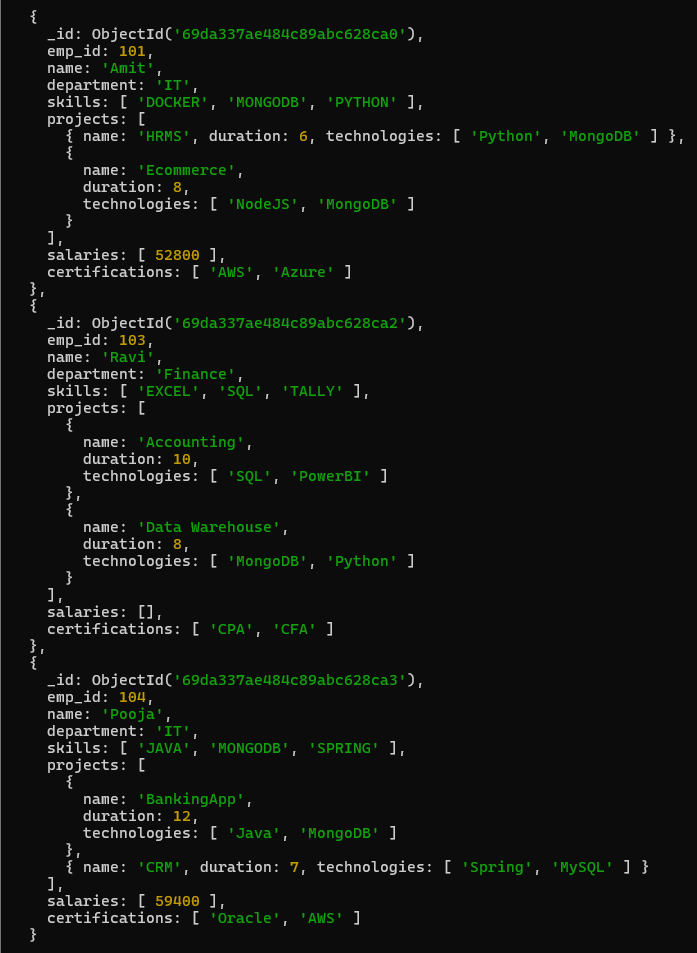 {
_id: ObjectId('69da337ae484c89abc628ca0'),
emp_id: 101,
name: 'Amit',
department: 'IT',
skills: [ 'DOCKER', 'MONGODB', 'PYTHON' ],
projects: [
{ name: 'HRMS', duration: 6, technologies: [ 'Python', 'MongoDB' ] },
{
name: 'Ecommerce',
duration: 8,
technologies: [ 'NodeJS', 'MongoDB' ]
}
],
salaries: [ 52800 ],
certifications: [ 'AWS', 'Azure' ]
},
{
_id: ObjectId('69da337ae484c89abc628ca2'),
emp_id: 103,
name: 'Ravi',
department: 'Finance',
skills: [ 'EXCEL', 'SQL', 'TALLY' ],
projects: [
{
name: 'Accounting',
duration: 10,
technologies: [ 'SQL', 'PowerBI' ]
},
{
name: 'Data Warehouse',
duration: 8,
technologies: [ 'MongoDB', 'Python' ]
}
],
salaries: [],
certifications: [ 'CPA', 'CFA' ]
},
{
_id: ObjectId('69da337ae484c89abc628ca3'),
emp_id: 104,
name: 'Pooja',
department: 'IT',
skills: [ 'JAVA', 'MONGODB', 'SPRING' ],
projects: [
{
name: 'BankingApp',
duration: 12,
technologies: [ 'Java', 'MongoDB' ]
},
{ name: 'CRM', duration: 7, technologies: [ 'Spring', 'MySQL' ] }
],
salaries: [ 59400 ],
certifications: [ 'Oracle', 'AWS' ]
}